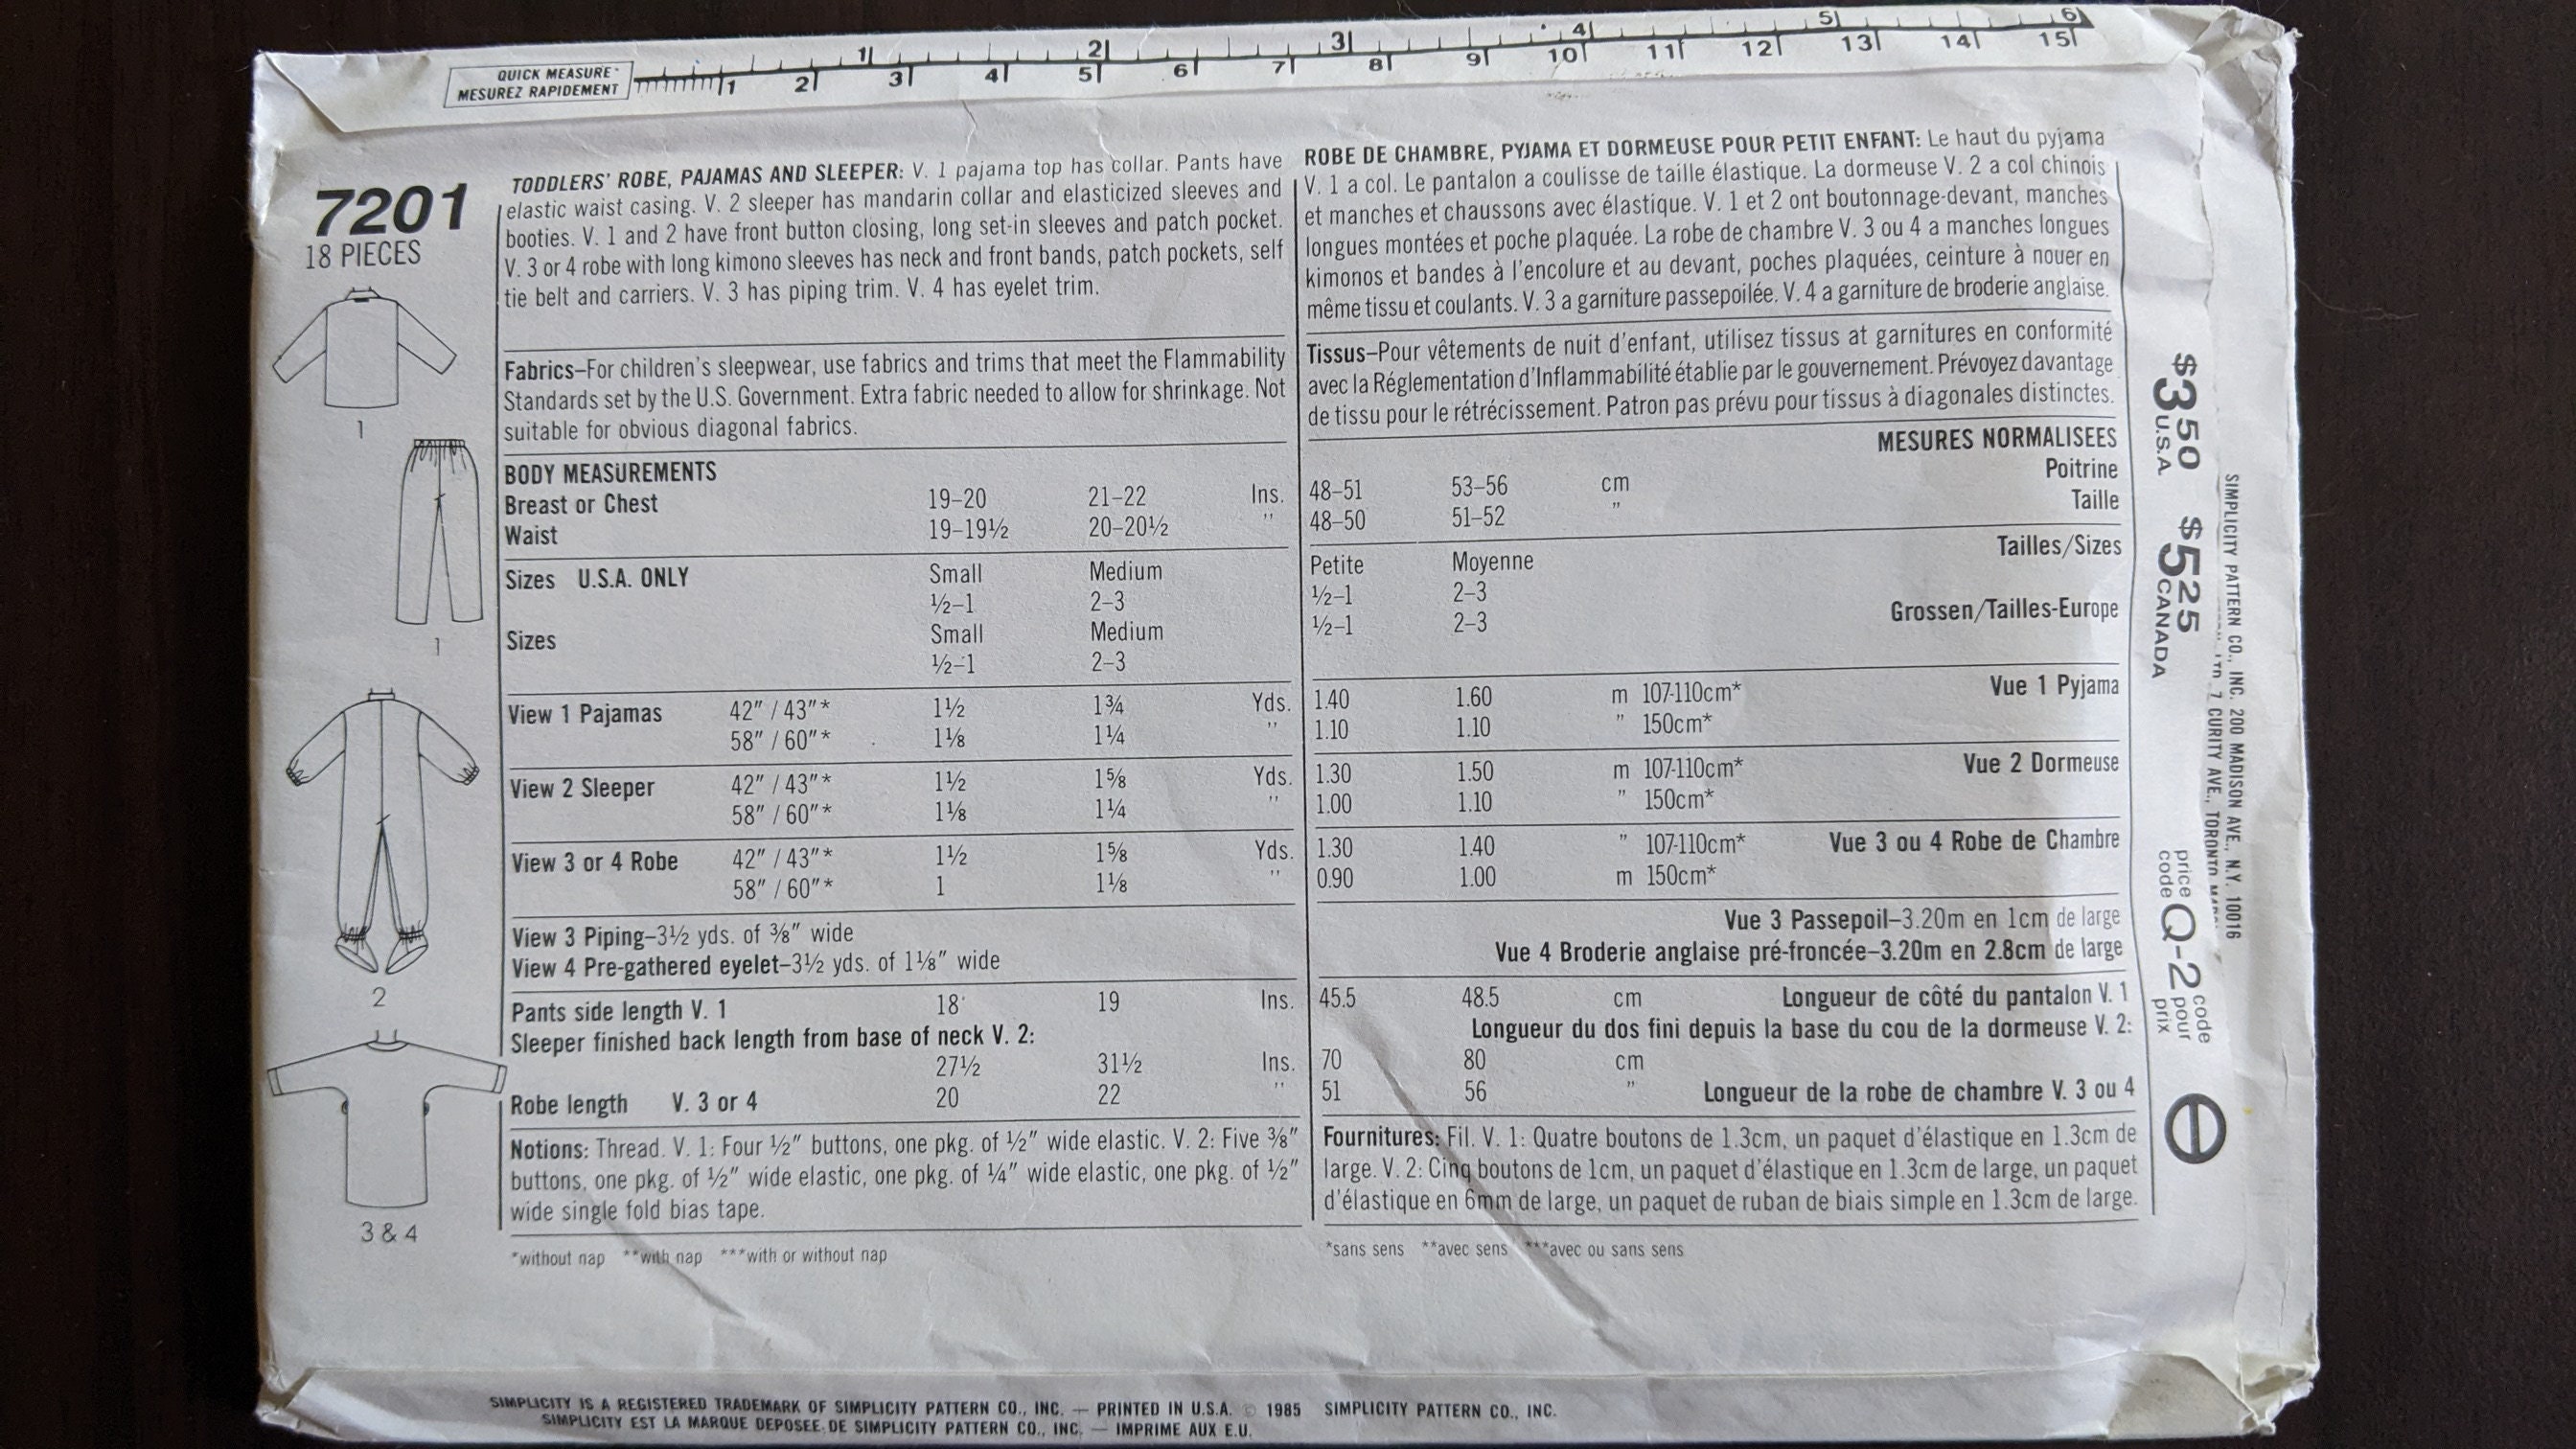 QUICK MEASURE
MESUREZ RAPIDEMENT
1 2 3 4 5 6
1 2 3 4 5 6 7 8 9 10 11 12 13 14 15
7201
18 PIECES
1
1
2
3 & 4
TODDLERS' ROBE, PAJAMAS AND SLEEPER: V. 1 pajama top has collar. Pants have
elastic waist casing. V. 2 sleeper has mandarin collar and elasticized sleeves and
booties. V. 1 and 2 have front button closing, long set-in sleeves and patch pocket.
V. 3 or 4 robe with long kimono sleeves has neck and front bands, patch pockets, self
tie belt and carriers. V. 3 has piping trim. V. 4 has eyelet trim.
Fabrics–For children's sleepwear, use fabrics and trims that meet the Flammability
Standards set by the U.S. Government. Extra fabric needed to allow for shrinkage. Not
suitable for obvious diagonal fabrics.
BODY MEASUREMENTS
Breast or Chest 19–20 21–22 Ins.
Waist 19–19½ 20–20½ "
Sizes U.S.A. ONLY Small Medium
½–1 2–3
Sizes Small Medium
½–1 2–3
View 1 Pajamas 42" / 43"* 1½ 1¾ Yds.
58" / 60"* 1⅛ 1¼ "
View 2 Sleeper 42" / 43"* 1½ 1⅝ Yds.
58" / 60"* 1⅛ 1¼ "
View 3 or 4 Robe 42" / 43"* 1½ 1⅝ Yds.
58" / 60"* 1 1⅛ "
View 3 Piping–3½ yds. of ⅜" wide
View 4 Pre-gathered eyelet–3½ yds. of 1⅛" wide
Pants side length V. 1 18 19 Ins.
Sleeper finished back length from base of neck V. 2:
27½ 31½ Ins.
Robe length V. 3 or 4 20 22 "
Notions: Thread. V. 1: Four ½" buttons, one pkg. of ½" wide elastic. V. 2: Five ⅜"
buttons, one pkg. of ½" wide elastic, one pkg. of ¼" wide elastic, one pkg. of ½"
wide single fold bias tape.
*without nap **with nap ***with or without nap
ROBE DE CHAMBRE, PYJAMA ET DORMEUSE POUR PETIT ENFANT: Le haut du pyjama
V. 1 a col. Le pantalon a coulisse de taille élastique. La dormeuse V. 2 a col chinois
et manches et chaussons avec élastique. V. 1 et 2 ont boutonnage-devant, manches
longues montées et poche plaquée. La robe de chambre V. 3 ou 4 a manches longues
kimonos et bandes à l'encolure et au devant, poches plaquées, ceinture à nouer en
même tissu et coulants. V. 3 a garniture passepoilée. V. 4 a garniture de broderie anglaise.
Tissus–Pour vêtements de nuit d'enfant, utilisez tissus at garnitures en conformité
avec la Réglementation d'Inflammabilité établie par le gouvernement. Prévoyez davantage
de tissu pour le rétrécissement. Patron pas prévu pour tissus à diagonales distinctes.
MESURES NORMALISEES
48–51 53–56 cm Poitrine
48–50 51–52 " Taille
Petite Moyenne Tailles/Sizes
½–1 2–3
½–1 2–3 Grossen/Tailles-Europe
1.40 1.60 m 107-110cm* Vue 1 Pyjama
1.10 1.10 " 150cm*
1.30 1.50 m 107-110cm* Vue 2 Dormeuse
1.00 1.10 " 150cm*
1.30 1.40 " 107-110cm* Vue 3 ou 4 Robe de Chambre
0.90 1.00 m 150cm*
Vue 3 Passepoil–3.20m en 1cm de large
Vue 4 Broderie anglaise pré-froncée–3.20m en 2.8cm de large
45.5 48.5 cm Longueur de côté du pantalon V. 1
Longueur du dos fini depuis la base du cou de la dormeuse V. 2:
70 80 cm
51 56 " Longueur de la robe de chambre V. 3 ou 4
Fournitures: Fil. V. 1: Quatre boutons de 1.3cm, un paquet d'élastique en 1.3cm de
large. V. 2: Cinq boutons de 1cm, un paquet d'élastique en 1.3cm de large, un paquet
d'élastique en 6mm de large, un paquet de ruban de biais simple en 1.3cm de large.
*sans sens **avec sens ***avec ou sans sens
$350 U.S.A. $525 CANADA
price code Q-2 code pour prix
e
SIMPLICITY PATTERN CO., INC. 200 MADISON AVE., N.Y. 10016
LTD. 7 CURITY AVE., TORONTO
SIMPLICITY IS A REGISTERED TRADEMARK OF SIMPLICITY PATTERN CO., INC. — PRINTED IN U.S.A. © 1985 SIMPLICITY PATTERN CO., INC.
SIMPLICITY EST LA MARQUE DEPOSEE DE SIMPLICITY PATTERN CO., INC. — IMPRIME AUX E.U.